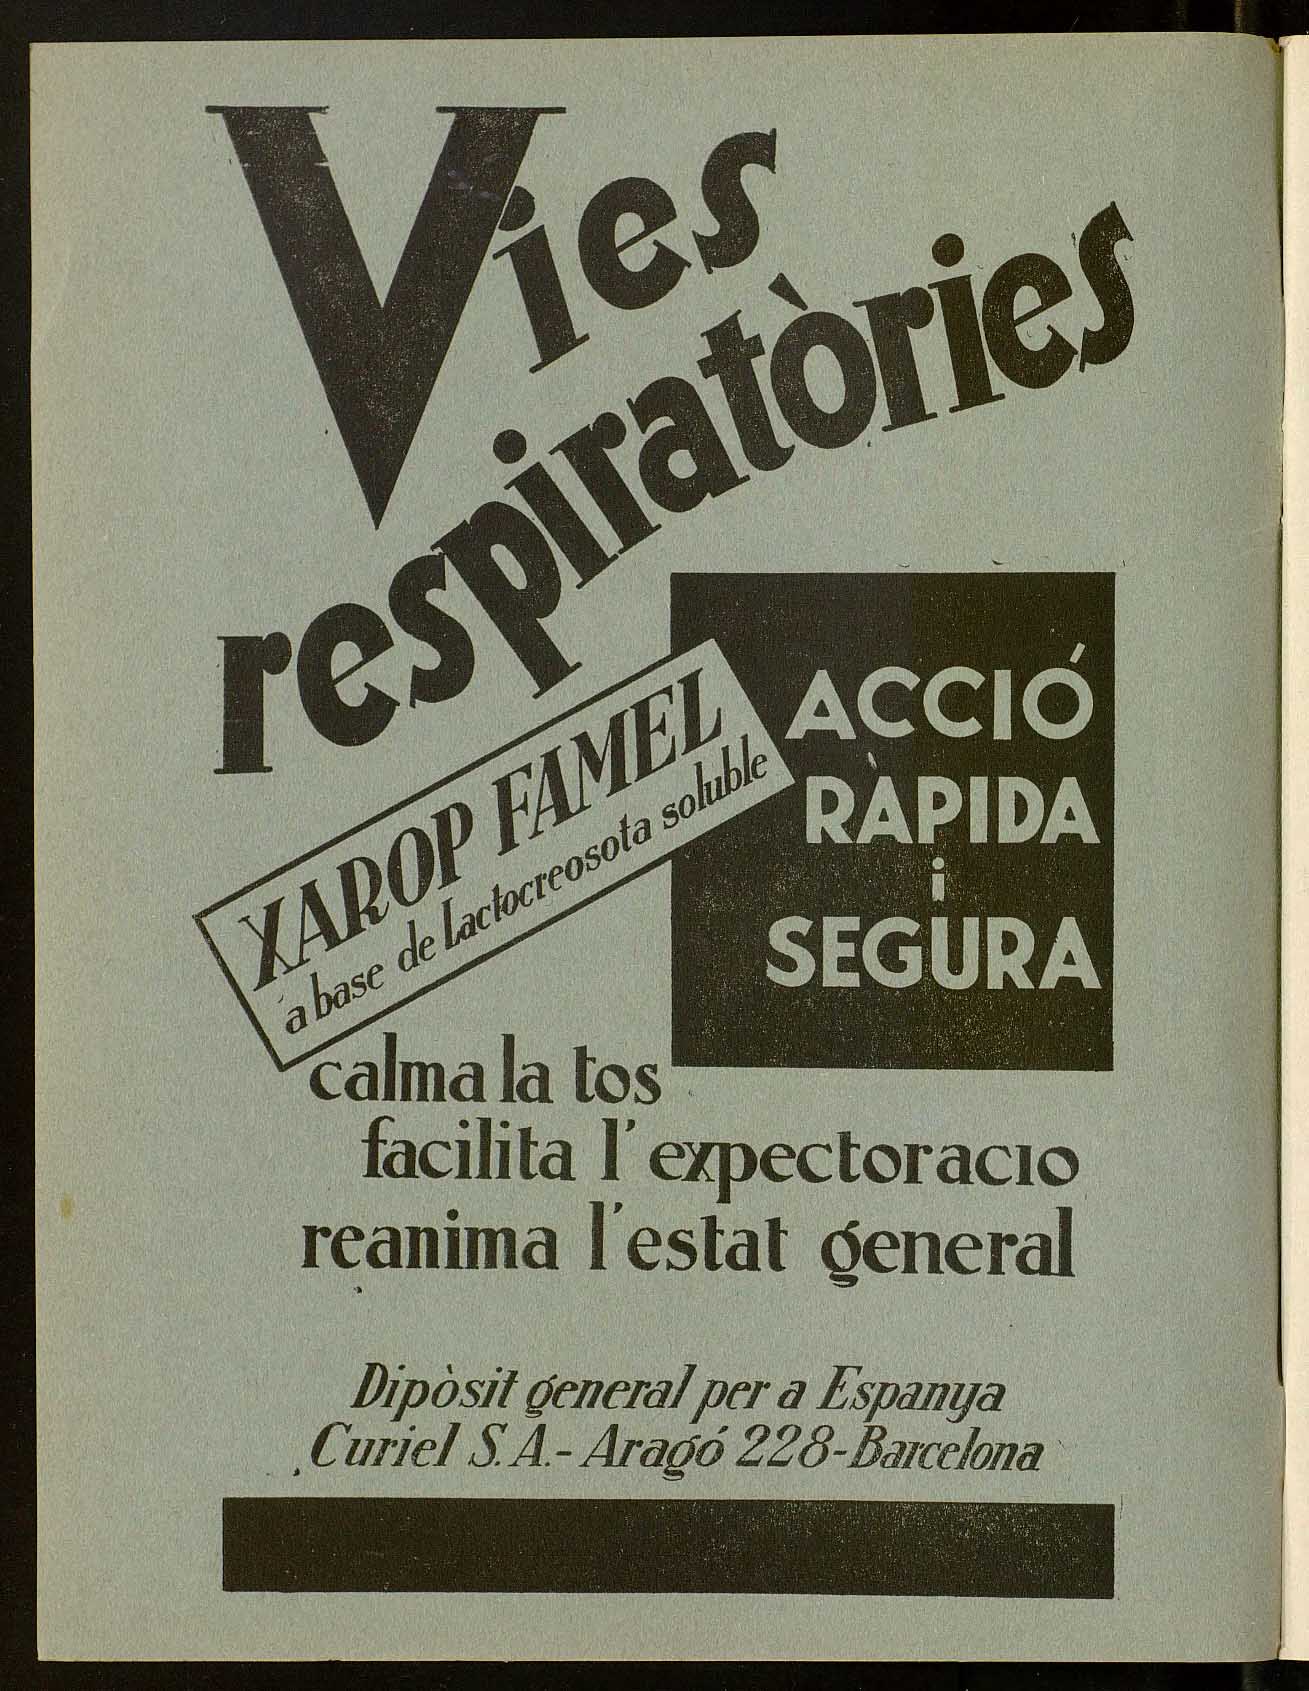 Vies
respiratòries
XAROP FAMEL
a base de Lactocreosota soluble
ACCIÓ
RÀPIDA
i
SEGURA
calma la tos
facilita l'expectoracio
reanima l'estat general
Dipòsit general per a Espanya
Curiel S. A.- Aragó 228-Barcelona